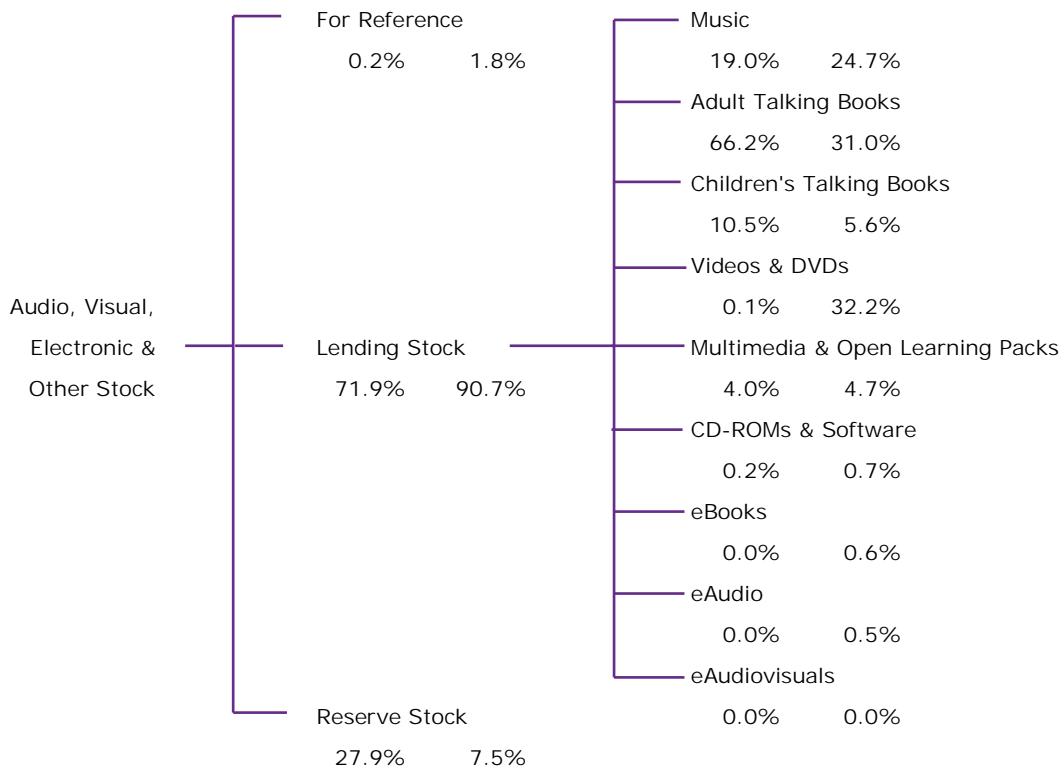 For Reference
0.2% 1.8%
Music
19.0% 24.7%
Adult Talking Books
66.2% 31.0%
Children's Talking Books
10.5% 5.6%
Videos & DVDs
0.1% 32.2%
Audio, Visual,
Electronic &
Other Stock
Lending Stock
71.9% 90.7%
Multimedia & Open Learning Packs
4.0% 4.7%
CD-ROMs & Software
0.2% 0.7%
eBooks
0.0% 0.6%
eAudio
0.0% 0.5%
eAudiovisuals
0.0% 0.0%
Reserve Stock
27.9% 7.5%